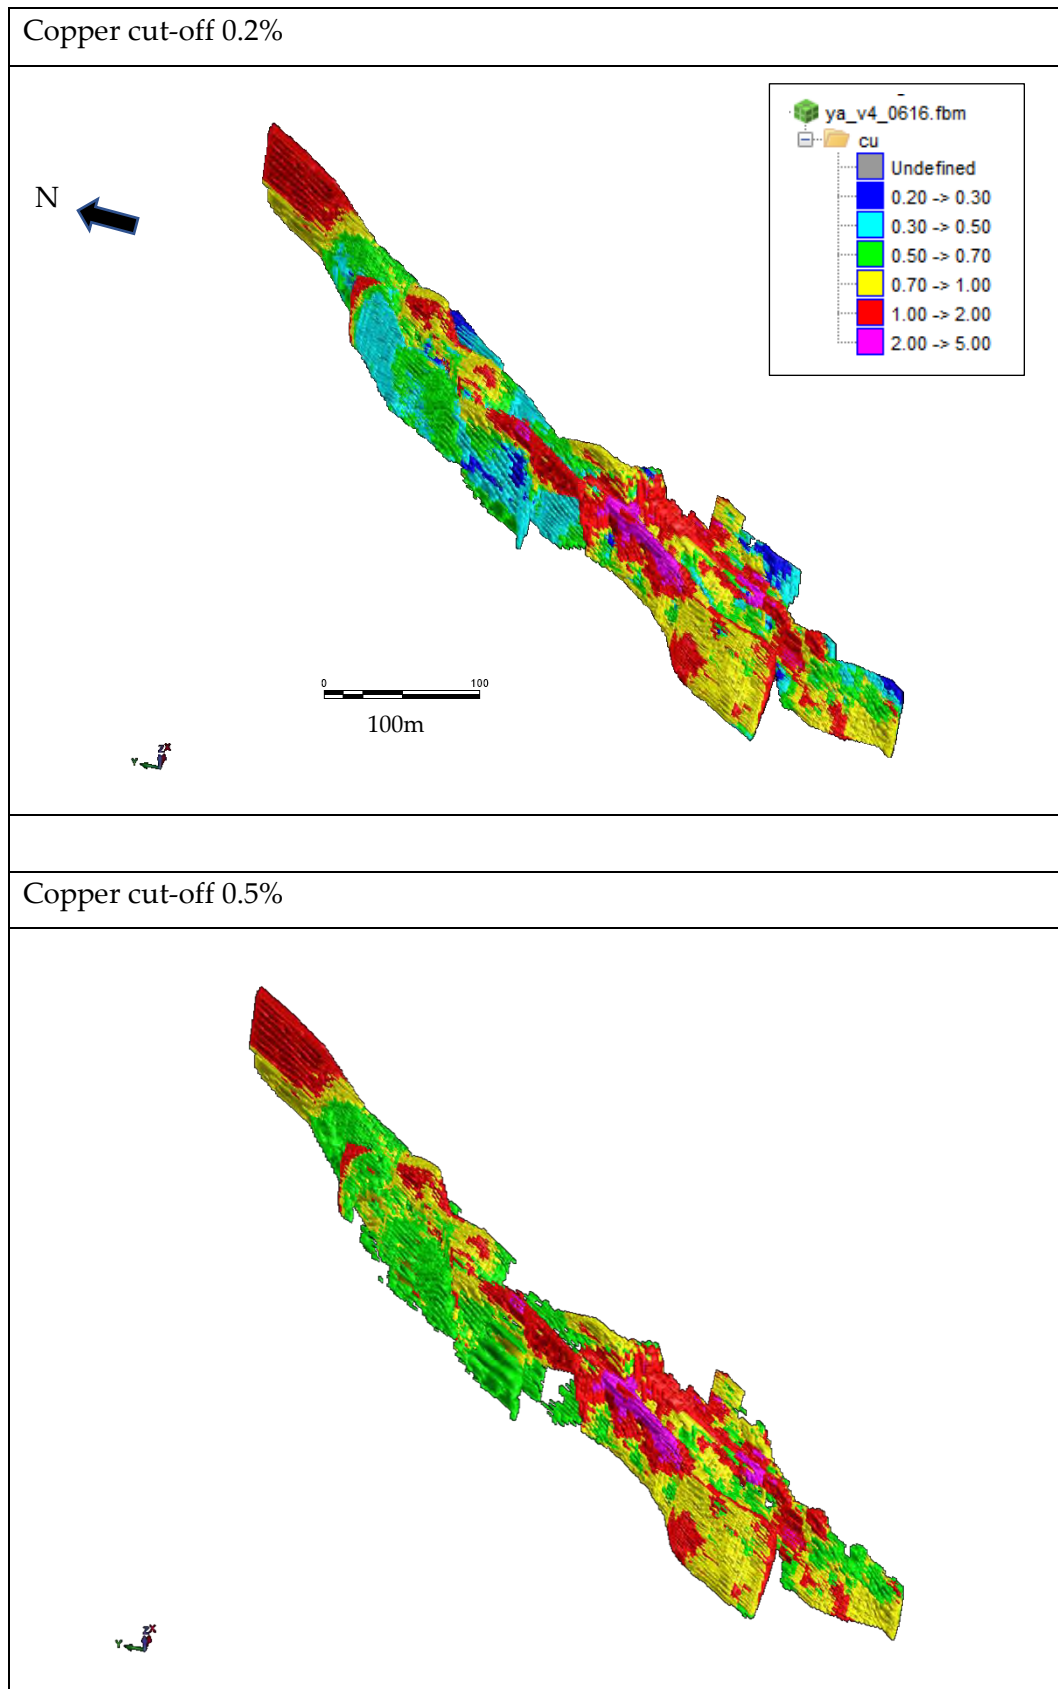 Copper cut-off 0.2%
ya_v4_0616.fbm
cu
Undefined
0.20 -> 0.30
0.30 -> 0.50
0.50 -> 0.70
0.70 -> 1.00
1.00 -> 2.00
2.00 -> 5.00
N
0 100
100m
Z X
Y
Copper cut-off 0.5%
Z X
Y